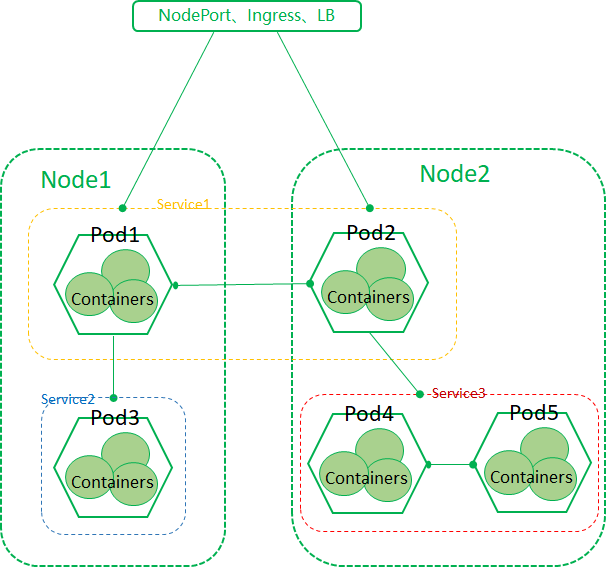 NodePort、Ingress、LB
Node1
Node2
Service1
Pod1
Pod2
Containers
Containers
Service2
Service3
Pod3
Pod4
Pod5
Containers
Containers
Containers